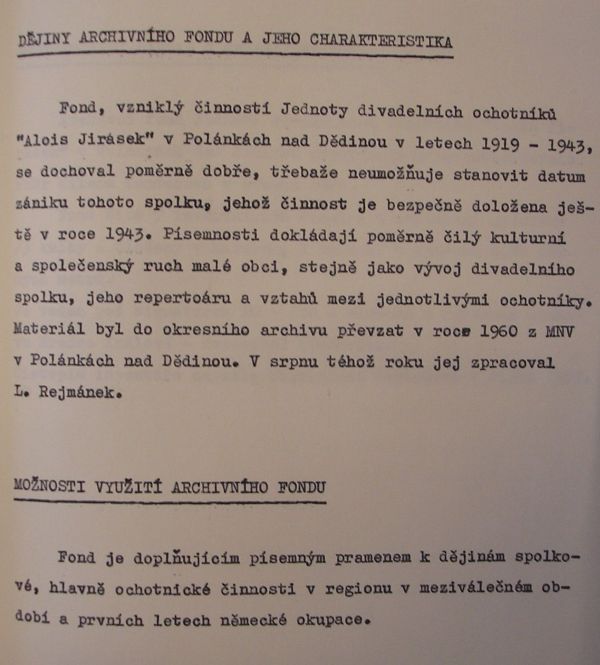 DĚJINY ARCHIVNÍHO FONDU A JEHO CHARAKTERISTIKA
Fond, vzniklý činností Jednoty divadelních ochotníků
"Alois Jirásek" v Polánkách nad Dědinou v letech 1919 - 1943,
se dochoval poměrně dobře, třebaže neumožňuje stanovit datum
zániku tohoto spolku, jehož činnost je bezpečně doložena ješ-
tě v roce 1943. Písemnosti dokládají poměrně čilý kulturní
a společenský ruch malé obci, stejně jako vývoj divadelního
spolku, jeho repertoáru a vztahů mezi jednotlivými ochotníky.
Materiál byl do okresního archivu převzat v roce 1960 z MNV
v Polánkách nad Dědinou. V srpnu téhož roku jej zpracoval
L. Rejmánek.
MOŽNOSTI VYUŽITÍ ARCHIVNÍHO FONDU
Fond je doplňujícím písemným pramenem k dějinám spolko-
vé, hlavně ochotnické činnosti v regionu v meziválečném ob-
dobí a prvních letech německé okupace.